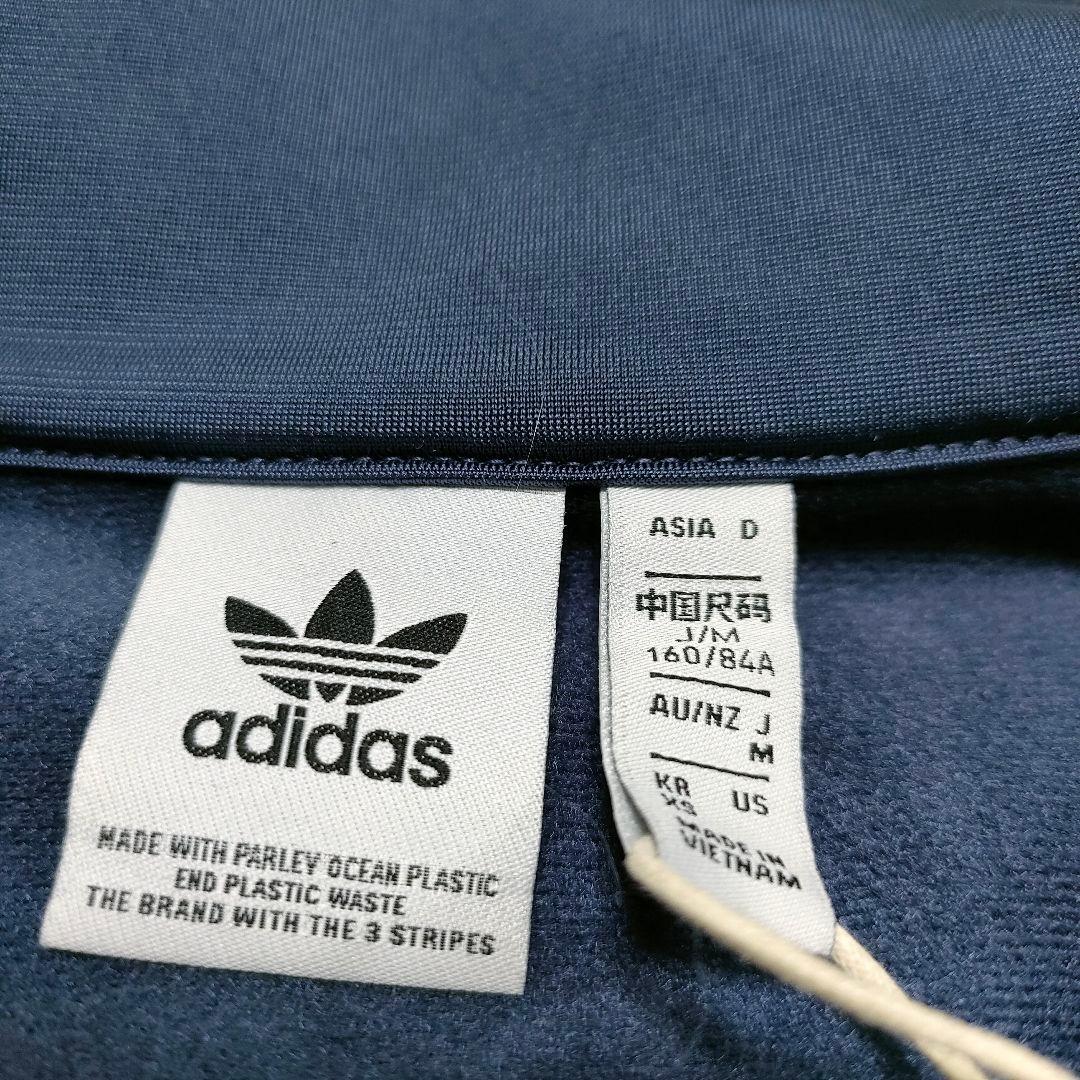 adidas
MADE WITH PARLEY OCEAN PLASTIC
END PLASTIC WASTE
THE BRAND WITH THE 3 STRIPES
ASIA D
中国尺码
J/M
160/84A
AU/NZ J
M
KR US
XS
MADE IN
VIETNAM